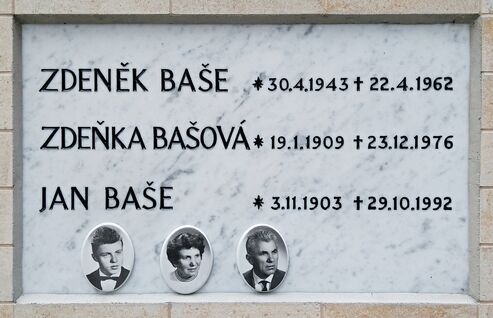 ZDENĚK BAŠE * 30.4.1943 † 22.4.1962
ZDEŇKA BAŠOVÁ * 19.1.1909 † 23.12.1976
JAN BAŠE * 3.11.1903 † 29.10.1992